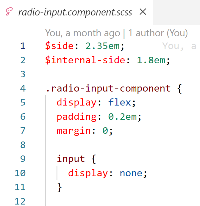 radio-input.component.scss
You, a month ago | 1 author (You)
1 $side: 2.35em; You, a
2 $internal-side: 1.8em;
3
4 .radio-input-component {
5 display: flex;
6 padding: 0.2em;
7 margin: 0;
8
9 input {
10 display: none;
11 }
12